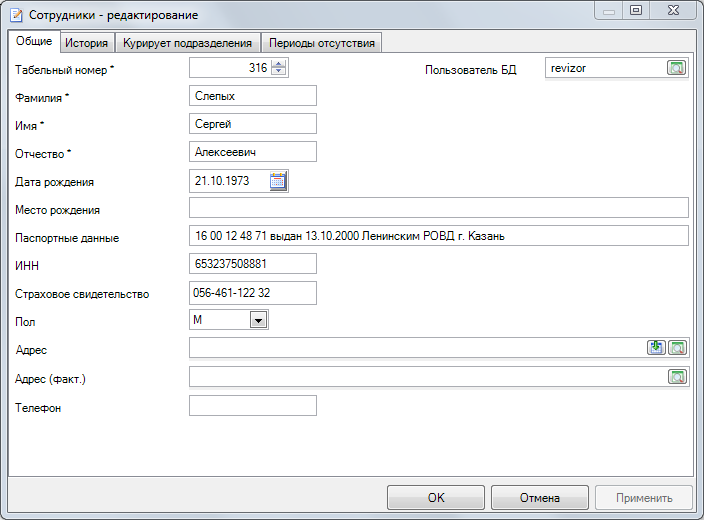 Сотрудники - редактирование
Общие История Курирует подразделения Периоды отсутствия
Табельный номер * 316 Пользователь БД revizor
Фамилия * Слепых
Имя * Сергей
Отчество * Алексеевич
Дата рождения 21.10.1973
Место рождения
Паспортные данные 16 00 12 48 71 выдан 13.10.2000 Ленинским РОВД г. Казань
ИНН 653237508881
Страховое свидетельство 056-461-122 32
Пол М
Адрес
Адрес (факт.)
Телефон
OK Отмена Применить